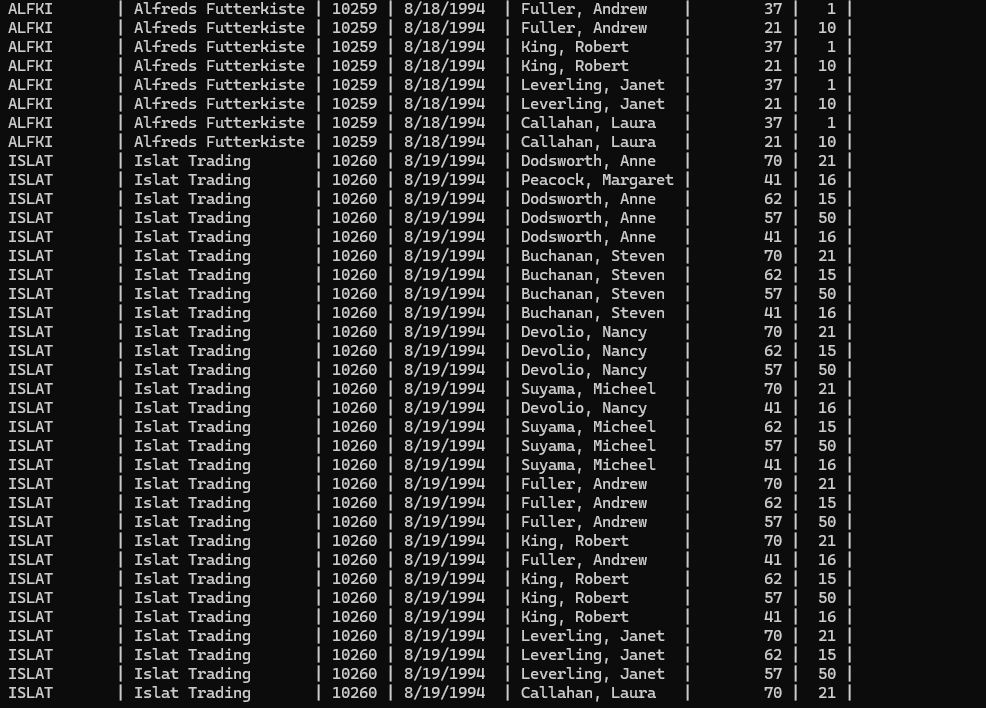 ALFKI | Alfreds Futterkiste | 10259 | 8/18/1994 | Fuller, Andrew | 37 | 1 |
ALFKI | Alfreds Futterkiste | 10259 | 8/18/1994 | Fuller, Andrew | 21 | 10 |
ALFKI | Alfreds Futterkiste | 10259 | 8/18/1994 | King, Robert | 37 | 1 |
ALFKI | Alfreds Futterkiste | 10259 | 8/18/1994 | King, Robert | 21 | 10 |
ALFKI | Alfreds Futterkiste | 10259 | 8/18/1994 | Leverling, Janet | 37 | 1 |
ALFKI | Alfreds Futterkiste | 10259 | 8/18/1994 | Leverling, Janet | 21 | 10 |
ALFKI | Alfreds Futterkiste | 10259 | 8/18/1994 | Callahan, Laura | 37 | 1 |
ALFKI | Alfreds Futterkiste | 10259 | 8/18/1994 | Callahan, Laura | 21 | 10 |
ISLAT | Islat Trading | 10260 | 8/19/1994 | Dodsworth, Anne | 70 | 21 |
ISLAT | Islat Trading | 10260 | 8/19/1994 | Peacock, Margaret | 41 | 16 |
ISLAT | Islat Trading | 10260 | 8/19/1994 | Dodsworth, Anne | 62 | 15 |
ISLAT | Islat Trading | 10260 | 8/19/1994 | Dodsworth, Anne | 57 | 50 |
ISLAT | Islat Trading | 10260 | 8/19/1994 | Dodsworth, Anne | 41 | 16 |
ISLAT | Islat Trading | 10260 | 8/19/1994 | Buchanan, Steven | 70 | 21 |
ISLAT | Islat Trading | 10260 | 8/19/1994 | Buchanan, Steven | 62 | 15 |
ISLAT | Islat Trading | 10260 | 8/19/1994 | Buchanan, Steven | 57 | 50 |
ISLAT | Islat Trading | 10260 | 8/19/1994 | Buchanan, Steven | 41 | 16 |
ISLAT | Islat Trading | 10260 | 8/19/1994 | Devolio, Nancy | 70 | 21 |
ISLAT | Islat Trading | 10260 | 8/19/1994 | Devolio, Nancy | 62 | 15 |
ISLAT | Islat Trading | 10260 | 8/19/1994 | Devolio, Nancy | 57 | 50 |
ISLAT | Islat Trading | 10260 | 8/19/1994 | Suyama, Micheel | 70 | 21 |
ISLAT | Islat Trading | 10260 | 8/19/1994 | Devolio, Nancy | 41 | 16 |
ISLAT | Islat Trading | 10260 | 8/19/1994 | Suyama, Micheel | 62 | 15 |
ISLAT | Islat Trading | 10260 | 8/19/1994 | Suyama, Micheel | 57 | 50 |
ISLAT | Islat Trading | 10260 | 8/19/1994 | Suyama, Micheel | 41 | 16 |
ISLAT | Islat Trading | 10260 | 8/19/1994 | Fuller, Andrew | 70 | 21 |
ISLAT | Islat Trading | 10260 | 8/19/1994 | Fuller, Andrew | 62 | 15 |
ISLAT | Islat Trading | 10260 | 8/19/1994 | Fuller, Andrew | 57 | 50 |
ISLAT | Islat Trading | 10260 | 8/19/1994 | King, Robert | 70 | 21 |
ISLAT | Islat Trading | 10260 | 8/19/1994 | Fuller, Andrew | 41 | 16 |
ISLAT | Islat Trading | 10260 | 8/19/1994 | King, Robert | 62 | 15 |
ISLAT | Islat Trading | 10260 | 8/19/1994 | King, Robert | 57 | 50 |
ISLAT | Islat Trading | 10260 | 8/19/1994 | King, Robert | 41 | 16 |
ISLAT | Islat Trading | 10260 | 8/19/1994 | Leverling, Janet | 70 | 21 |
ISLAT | Islat Trading | 10260 | 8/19/1994 | Leverling, Janet | 62 | 15 |
ISLAT | Islat Trading | 10260 | 8/19/1994 | Leverling, Janet | 57 | 50 |
ISLAT | Islat Trading | 10260 | 8/19/1994 | Callahan, Laura | 70 | 21 |